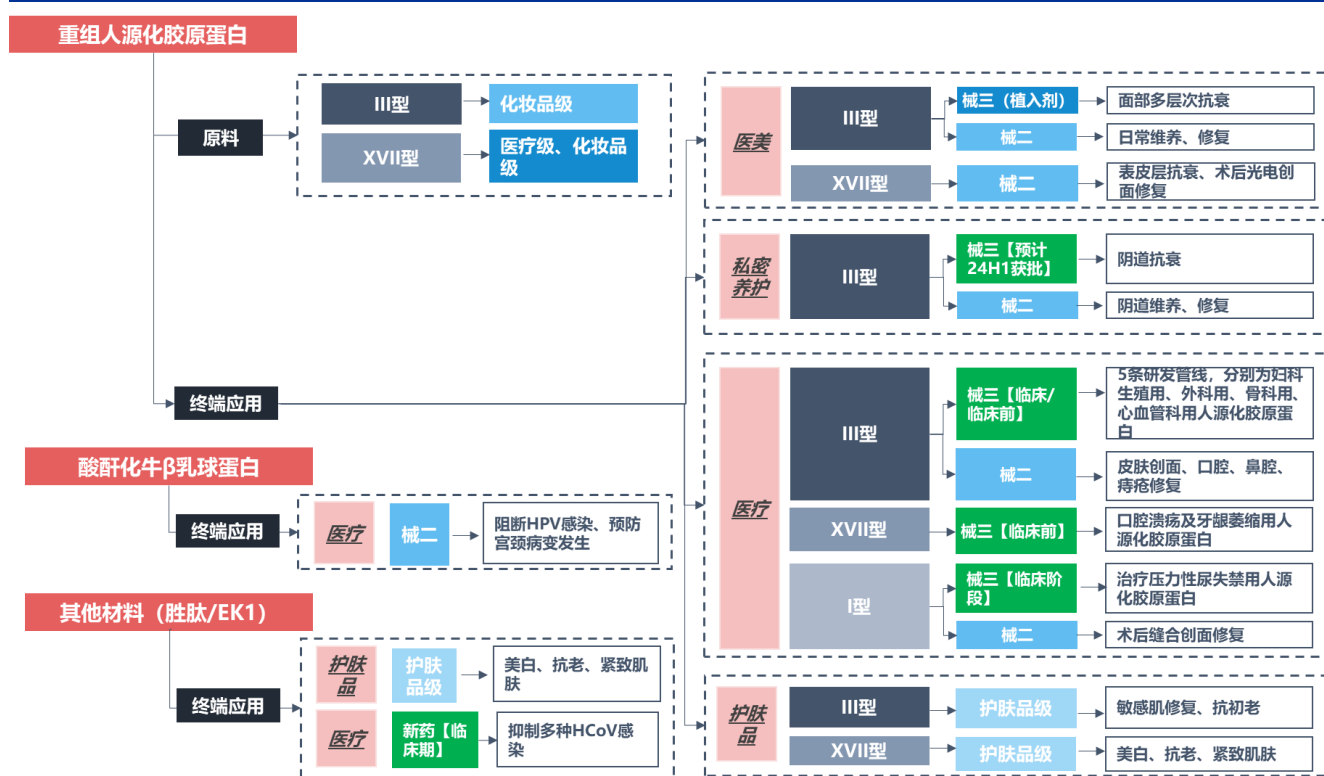 重组人源化胶原蛋白
原料
III型
化妆品级
XVII型
医疗级、化妆品
级
终端应用
医美
III型
械三（植入剂）
面部多层次抗衰
械二
日常维养、修复
XVII型
械二
表皮层抗衰、术后光电创
面修复
私密
养护
III型
械三【预计
24H1获批】
阴道抗衰
械二
阴道维养、修复
医疗
III型
械三【临床/
临床前】
5条研发管线，分别为妇科
生殖用、外科用、骨科用、
心血管科用人源化胶原蛋
白
械二
皮肤创面、口腔、鼻腔、
痔疮修复
XVII型
械三【临床前】
口腔溃疡及牙龈萎缩用人
源化胶原蛋白
I型
械三【临床阶
段】
治疗压力性尿失禁用人源
化胶原蛋白
械二
术后缝合创面修复
护肤
品
III型
护肤品级
敏感肌修复、抗初老
XVII型
护肤品级
美白、抗老、紧致肌肤
酸酐化牛β乳球蛋白
终端应用
医疗
械二
阻断HPV感染、预防
宫颈病变发生
其他材料（胜肽/EK1）
终端应用
护肤
品
护肤
品级
美白、抗老、紧致肌
肤
医疗
新药【临
床期】
抑制多种HCoV感
染